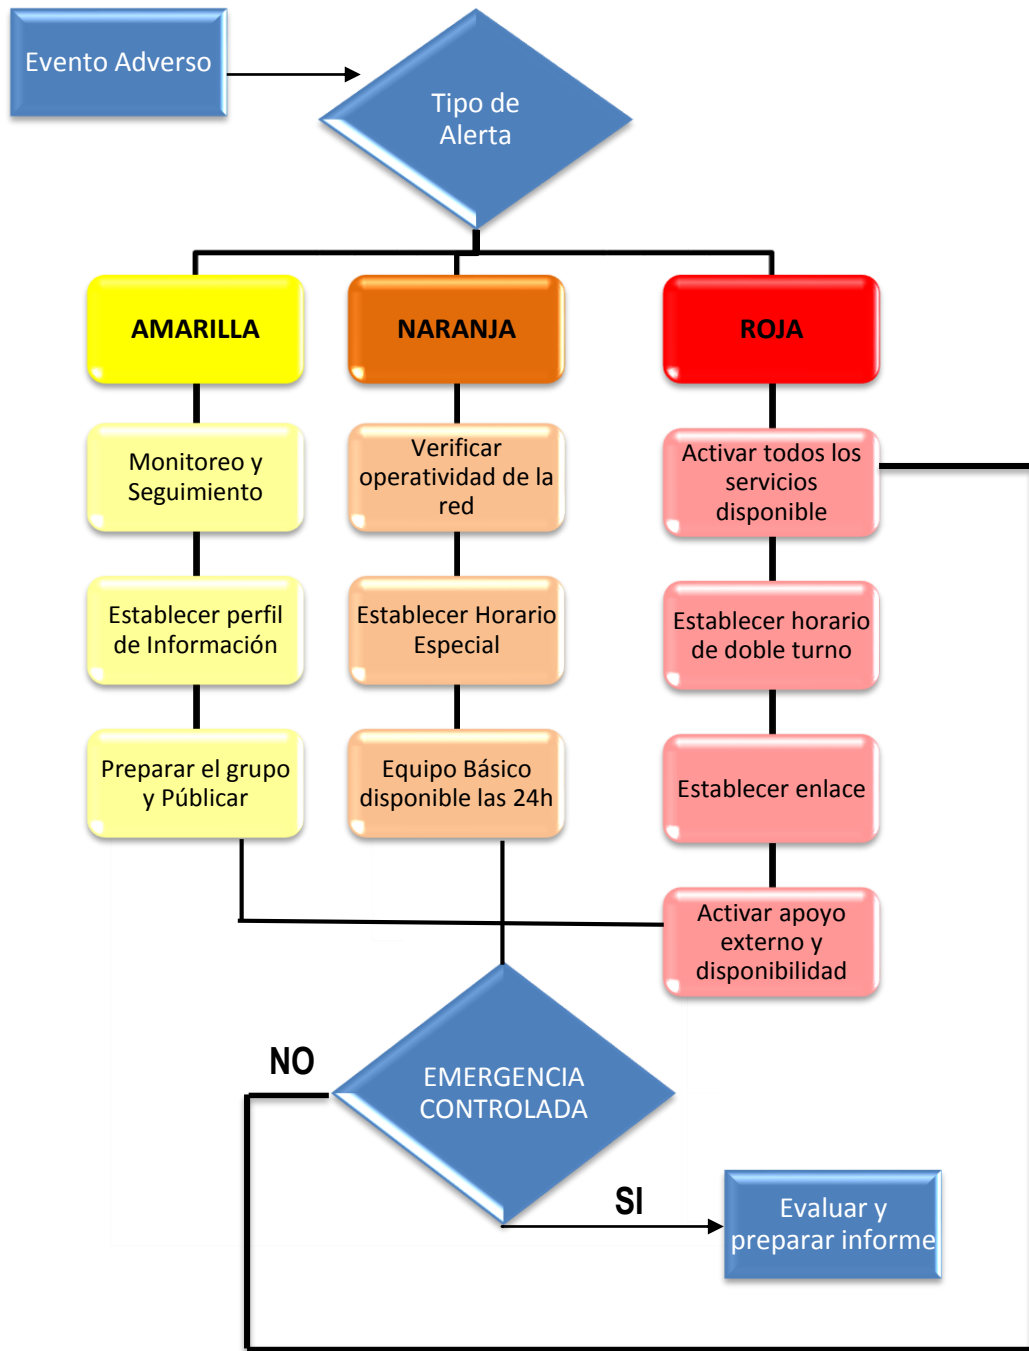 Evento Adverso
Tipo de
Alerta
AMARILLA
NARANJA
ROJA
Monitoreo y
Seguimiento
Verificar
operatividad de la
red
Activar todos los
servicios
disponible
Establecer perfil
de Información
Establecer Horario
Especial
Establecer horario
de doble turno
Preparar el grupo
y Públicar
Equipo Básico
disponible las 24h
Establecer enlace
Activar apoyo
externo y
disponibilidad
NO
EMERGENCIA
CONTROLADA
SI
Evaluar y
preparar informe